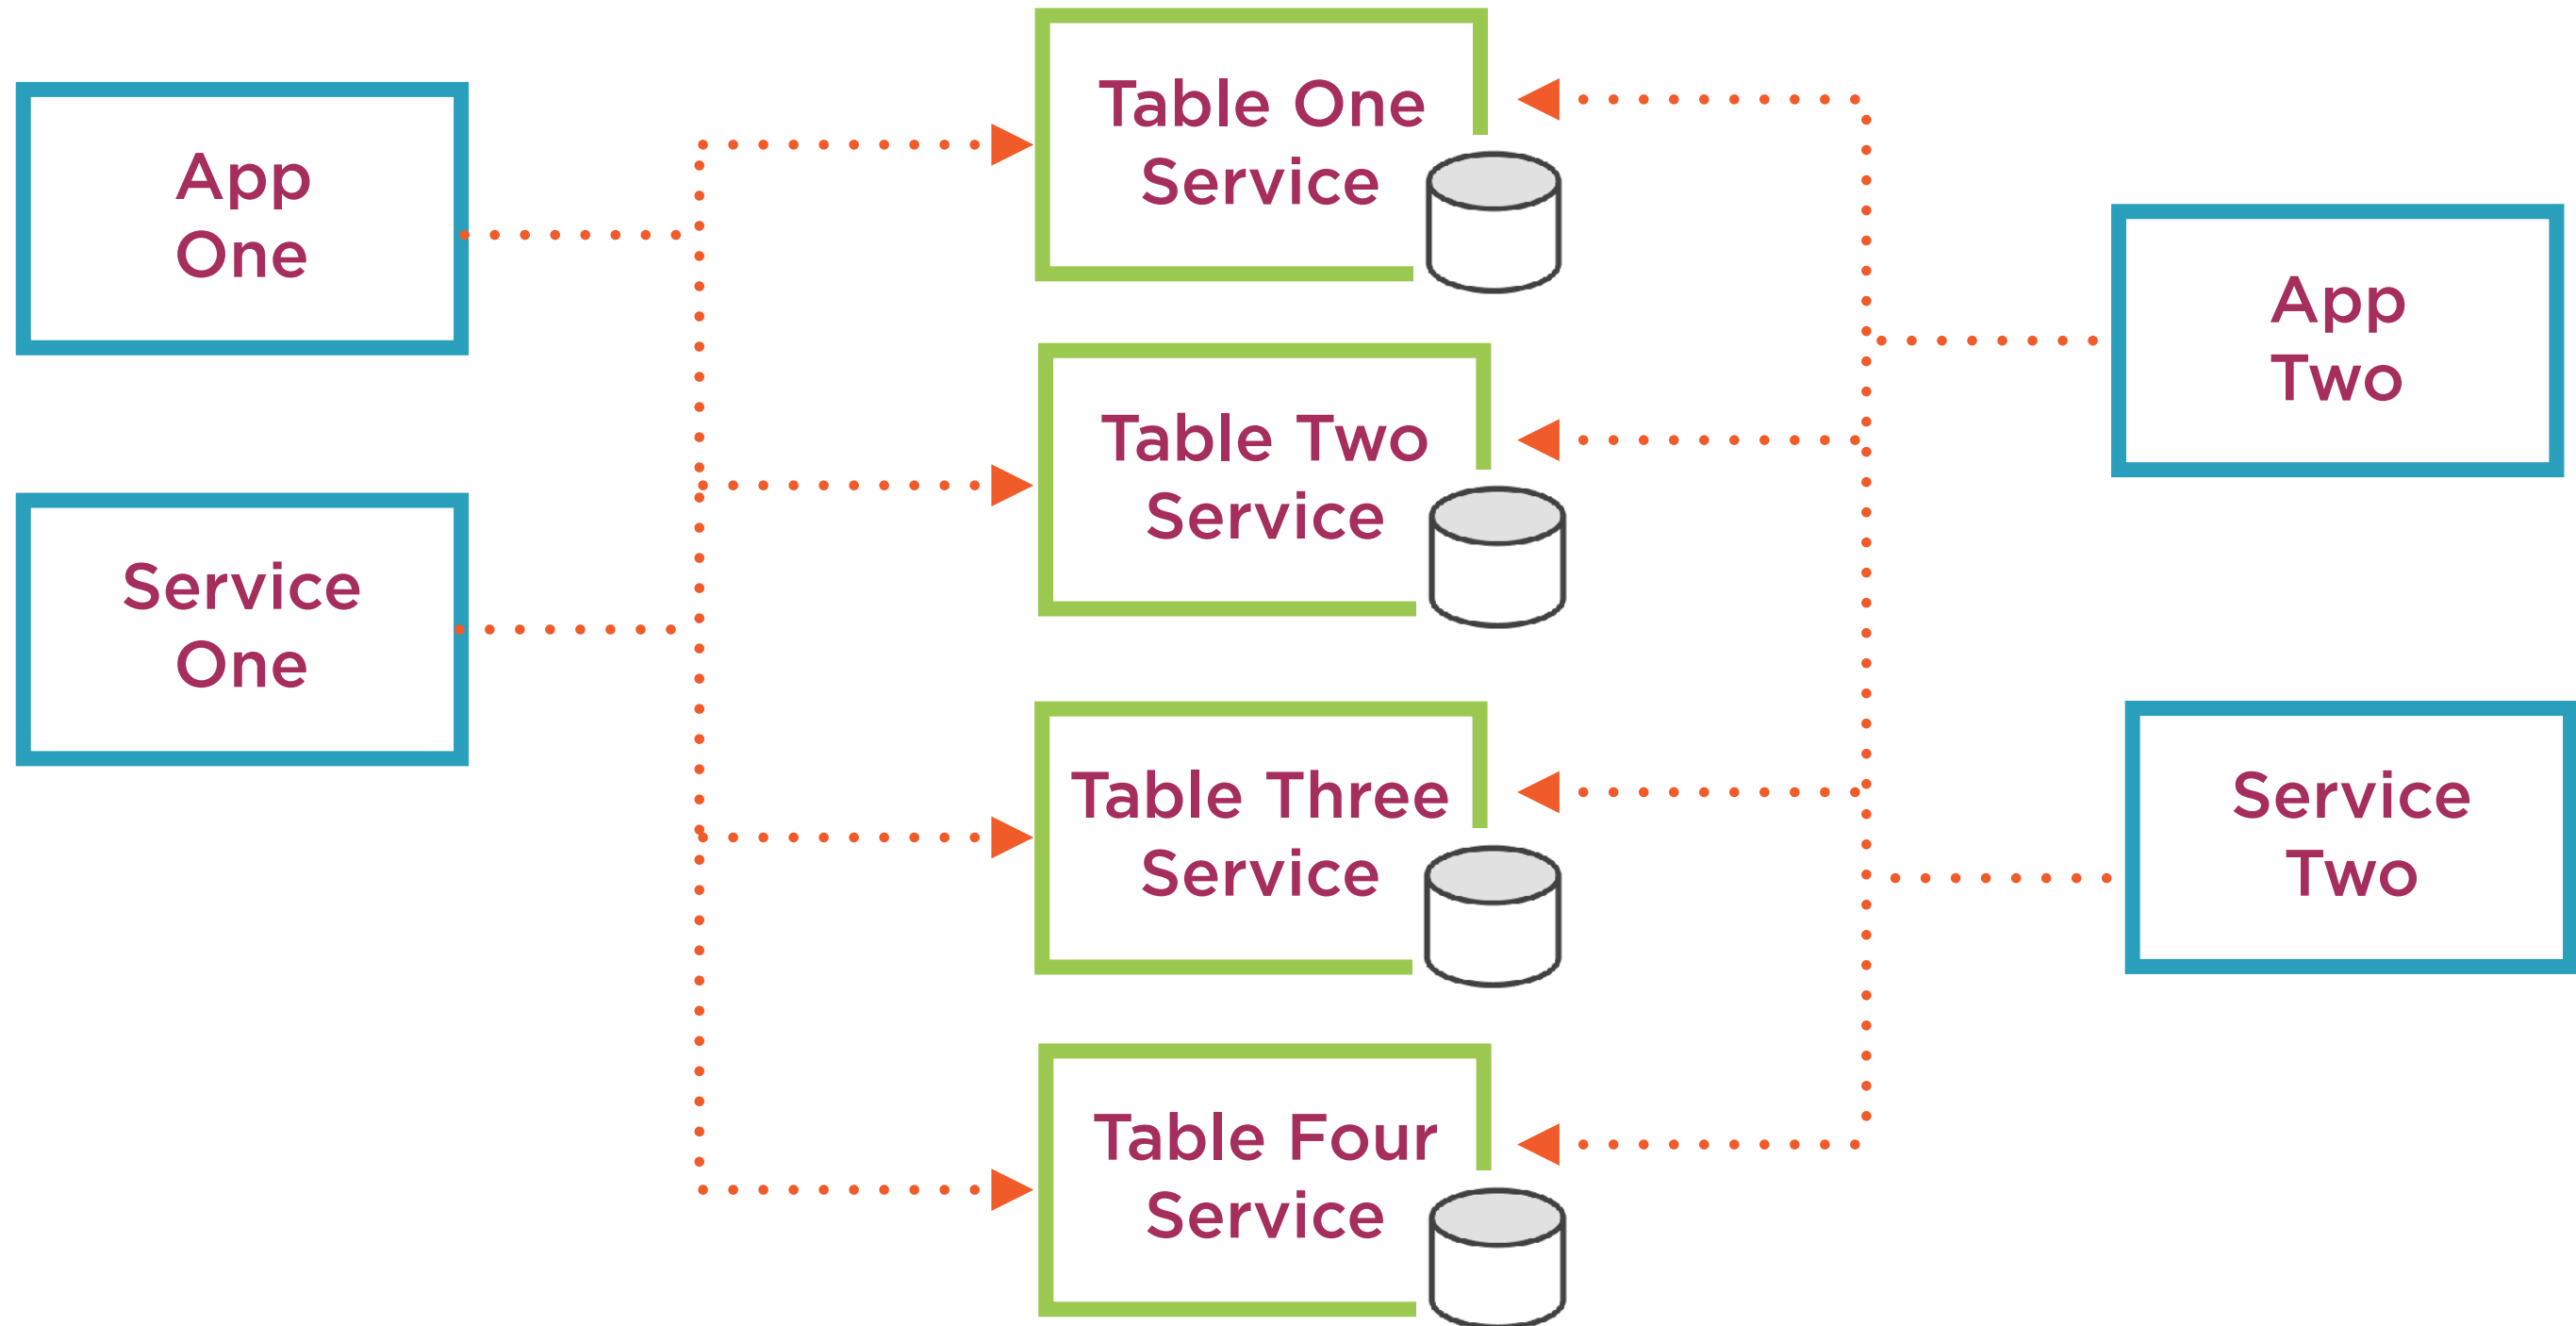 App
One
Service
One
Table One
Service
Table Two
Service
Table Three
Service
Table Four
Service
App
Two
Service
Two